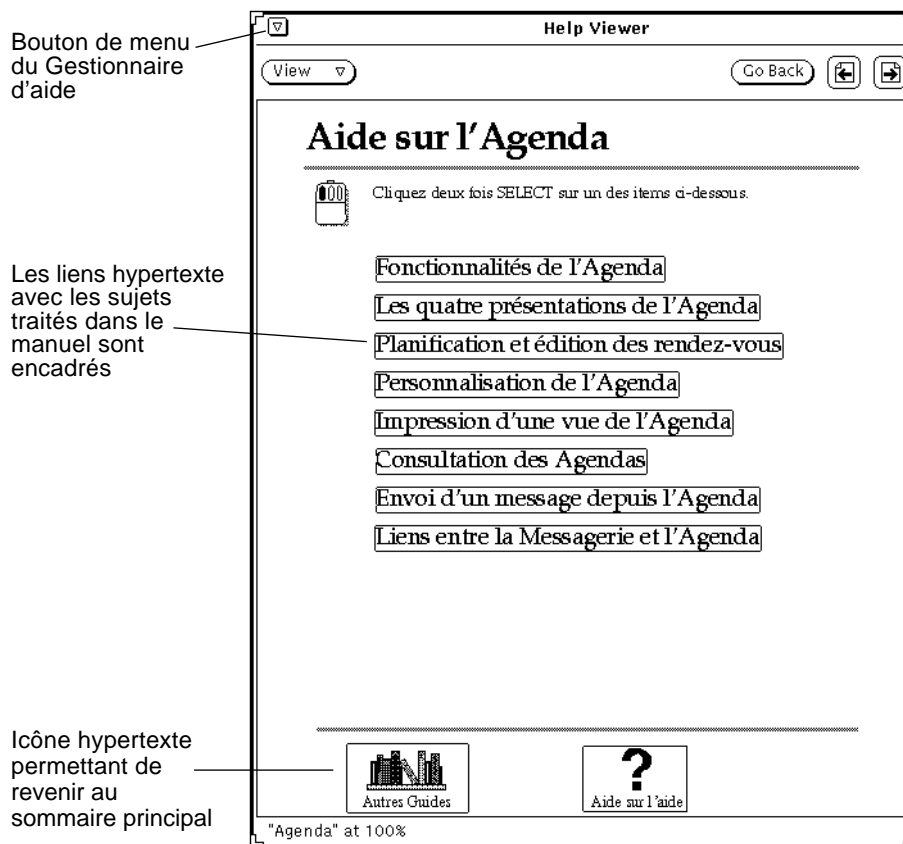 Bouton de menu
du Gestionnaire
d'aide
Help Viewer
View
Go Back
Aide sur l'Agenda
Cliquez deux fois SELECT sur un des items ci-dessous.
Les liens hypertexte
avec les sujets
traités dans le
manuel sont
encadrés
Fonctionnalités de l'Agenda
Les quatre présentations de l'Agenda
Planification et édition des rendez-vous
Personnalisation de l'Agenda
Impression d'une vue de l'Agenda
Consultation des Agendas
Envoi d'un message depuis l'Agenda
Liens entre la Messagerie et l'Agenda
Icône hypertexte
permettant de
revenir au
sommaire principal
Autres Guides
?
Aide sur l'aide
"Agenda" at 100%